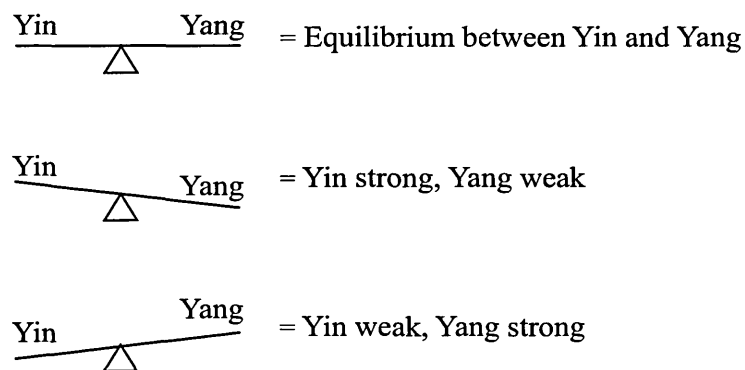 Yin Yang = Equilibrium between Yin and Yang
Yin Yang = Yin strong, Yang weak
Yin Yang = Yin weak, Yang strong